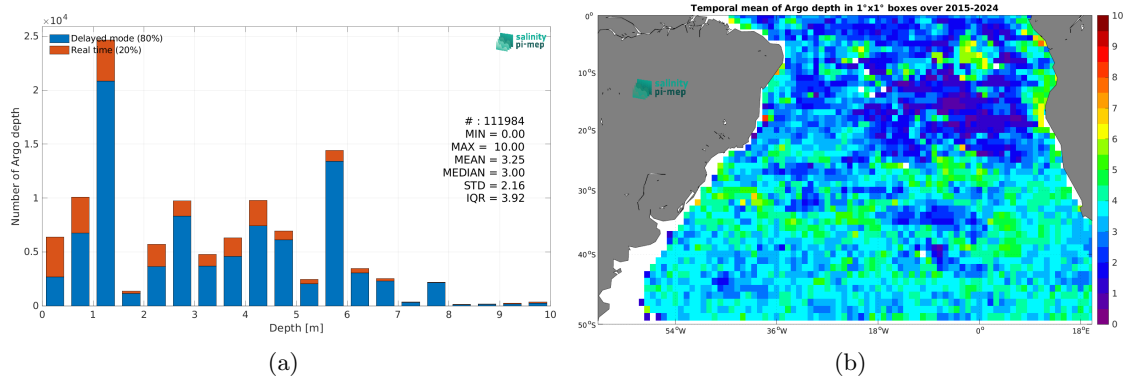 ×10⁴
Delayed mode (80%)
Real time (20%)
salinity
pi-mep
Number of Argo depth
2.5
2
1.5
1
0.5
0
# : 111984
MIN = 0.00
MAX = 10.00
MEAN = 3.25
MEDIAN = 3.00
STD = 2.16
IQR = 3.92
0 1 2 3 4 5 6 7 8 9 10
Depth [m]
(a)
Temporal mean of Argo depth in 1°x1° boxes over 2015-2024
0°
10°S
20°S
30°S
40°S
50°S
salinity
pi-mep
54°W 36°W 18°W 0° 18°E
10
9
8
7
6
5
4
3
2
1
0
(b)